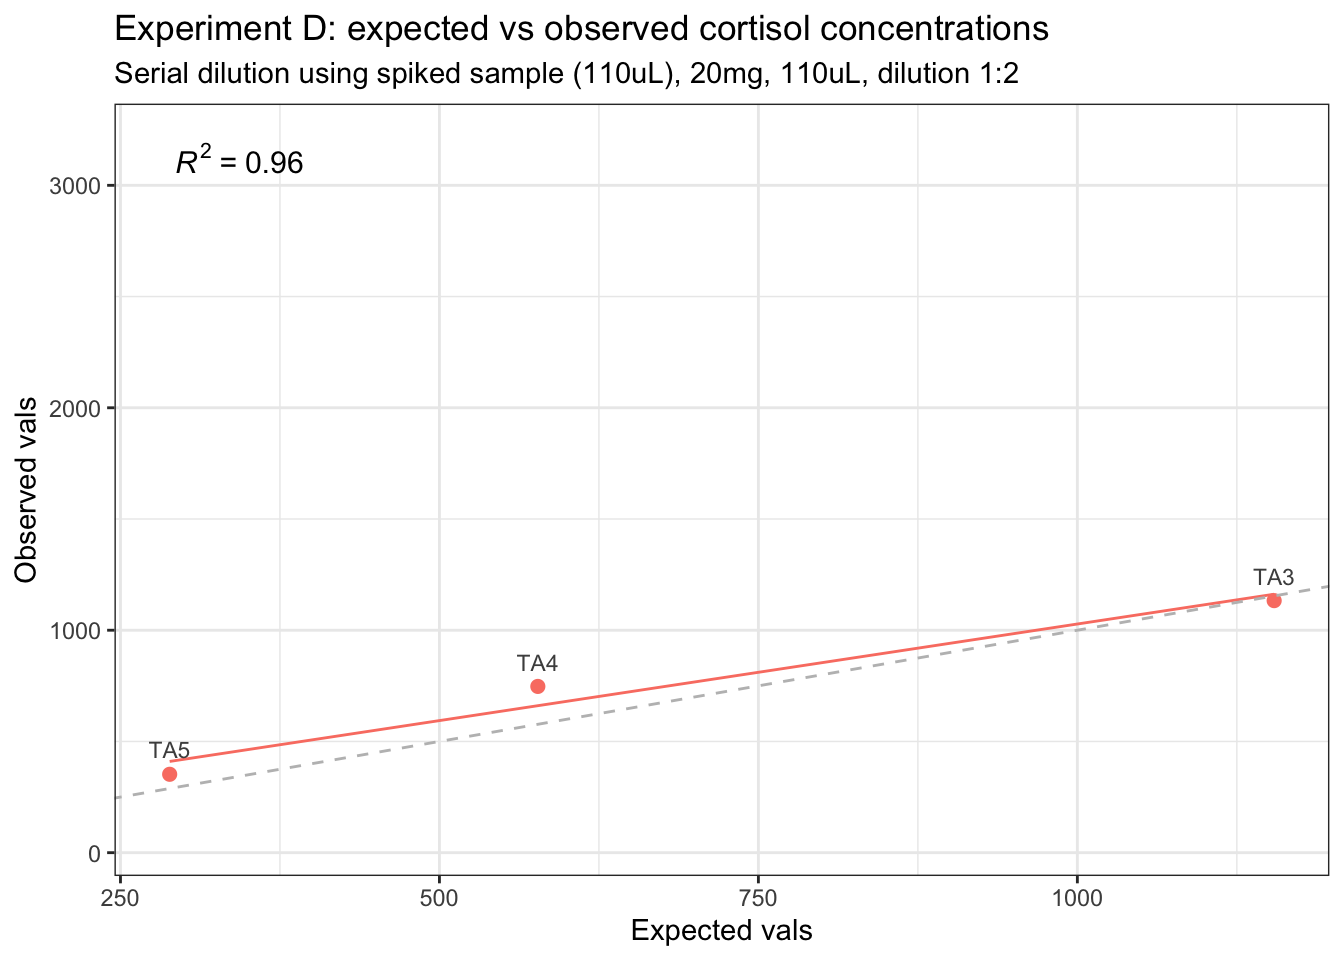 Experiment D: expected vs observed cortisol concentrations
Serial dilution using spiked sample (110uL), 20mg, 110uL, dilution 1:2
R² = 0.96
3000
2000
1000
0
Observed vals
TA3
TA4
TA5
250 500 750 1000
Expected vals